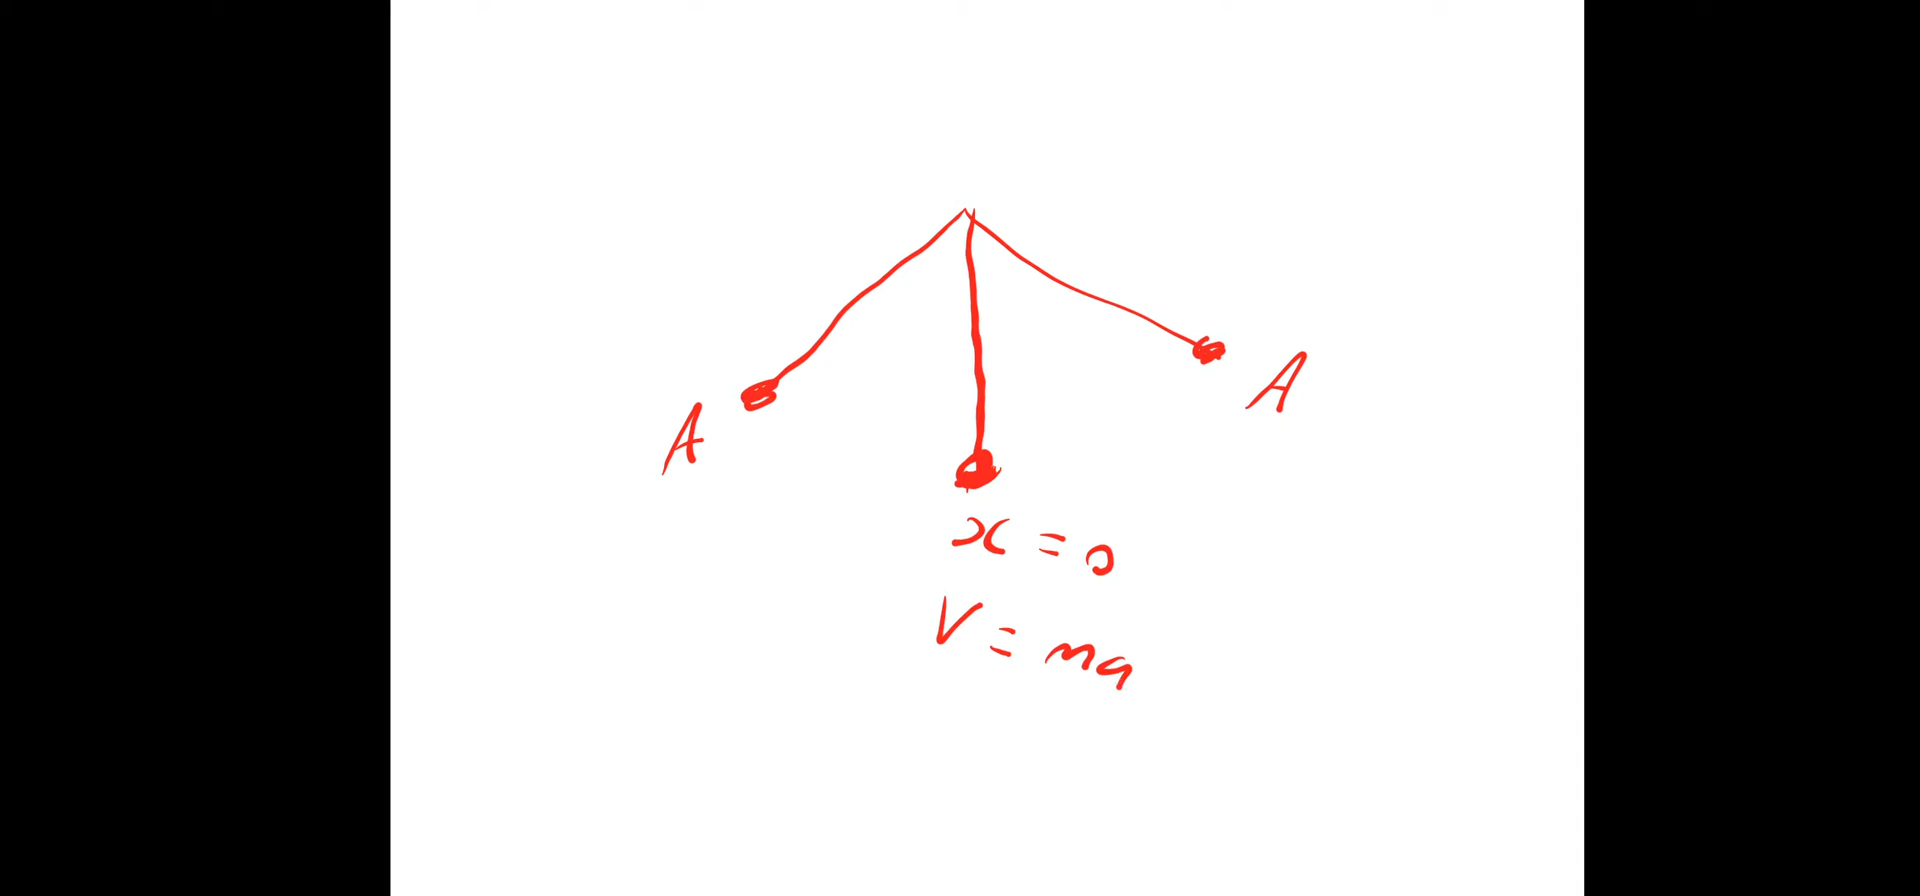 A
A
x = 0
V = ma